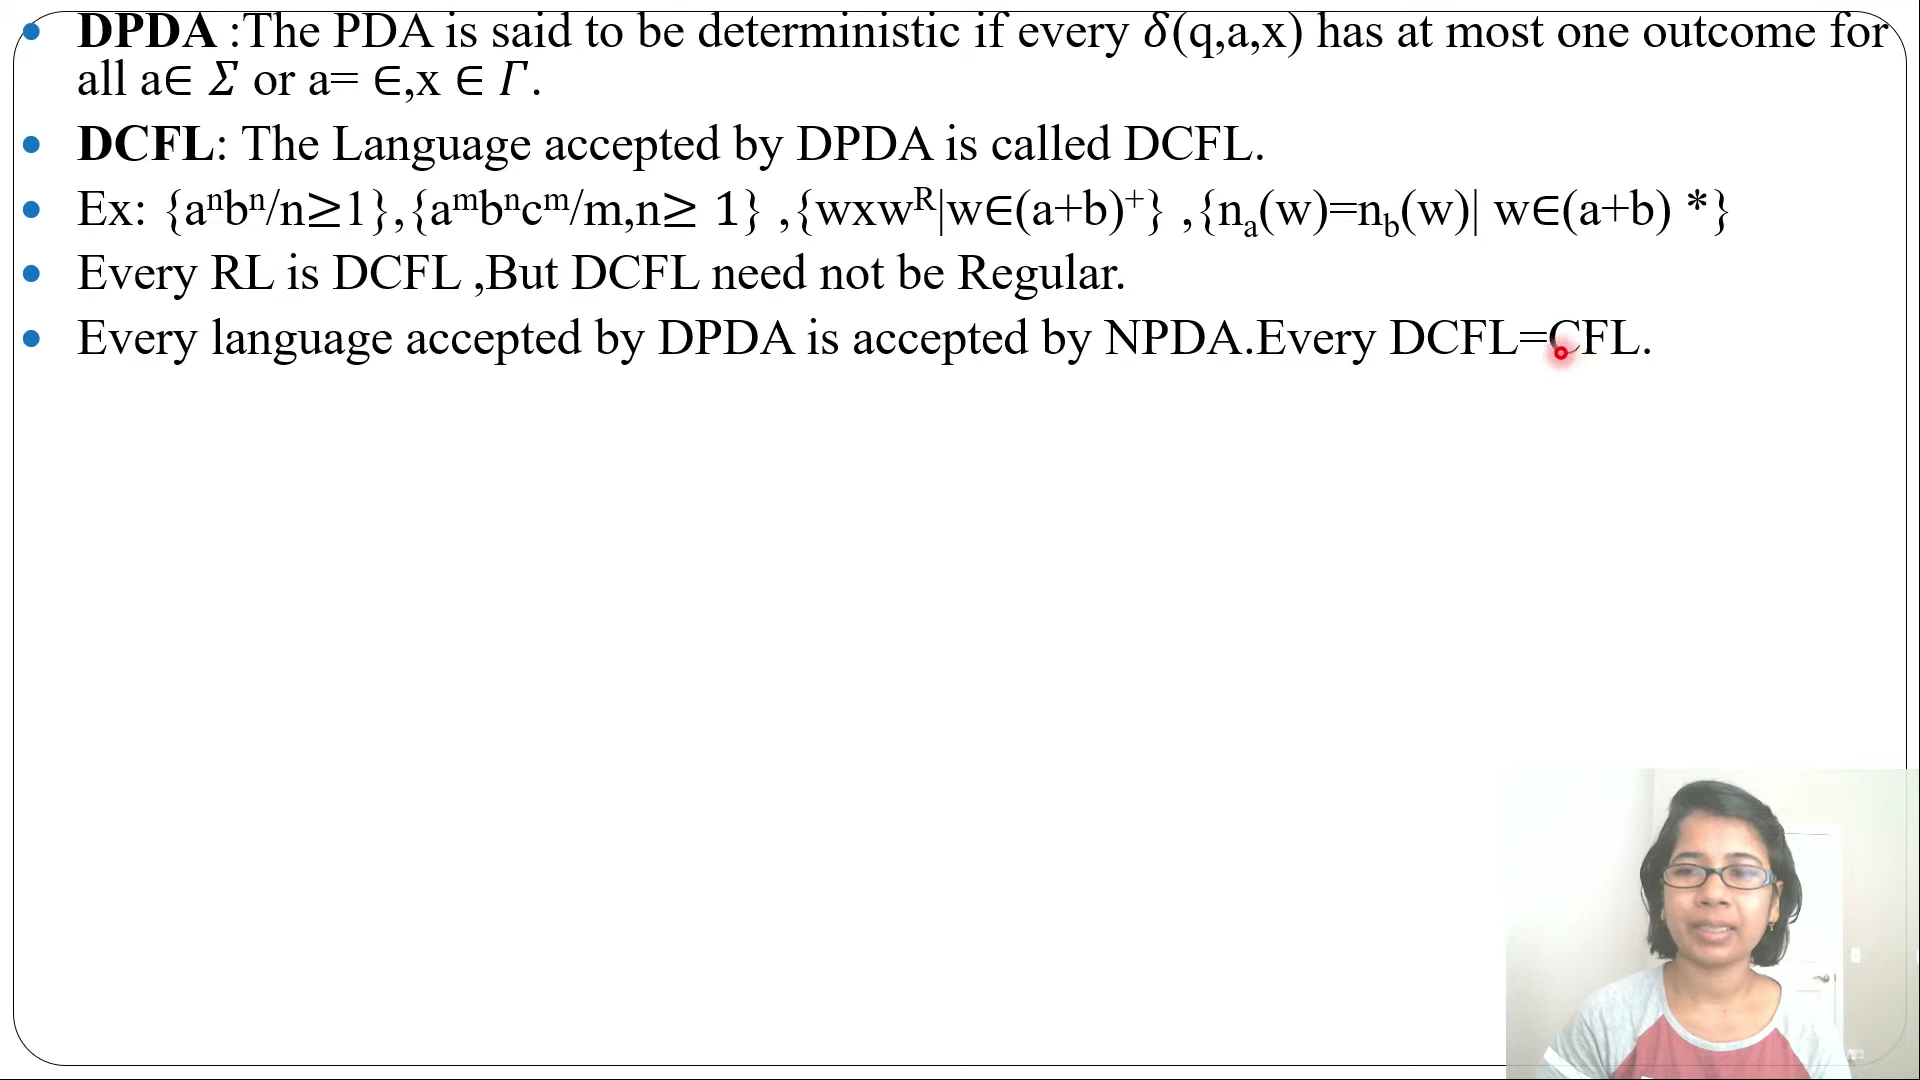 DPDA :The PDA is said to be deterministic if every 𝛿(q,a,x) has at most one outcome for
all a∈ 𝛴 or a= ∈,x ∈ 𝛤.
DCFL: The Language accepted by DPDA is called DCFL.
Ex: {aⁿbⁿ/n≥1},{aᵐbⁿcᵐ/m,n≥ 1} ,{wxwᴿ|w∈(a+b)⁺} ,{nₐ(w)=n_b(w)| w∈(a+b) *}
Every RL is DCFL ,But DCFL need not be Regular.
Every language accepted by DPDA is accepted by NPDA.Every DCFL=CFL.